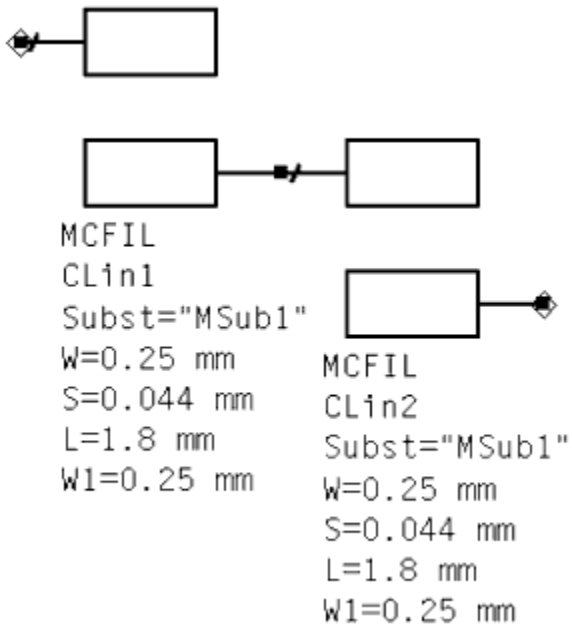 MCFIL
CLin1
Subst="MSub1"
W=0.25 mm
S=0.044 mm
L=1.8 mm
W1=0.25 mm
MCFIL
CLin2
Subst="MSub1"
W=0.25 mm
S=0.044 mm
L=1.8 mm
W1=0.25 mm